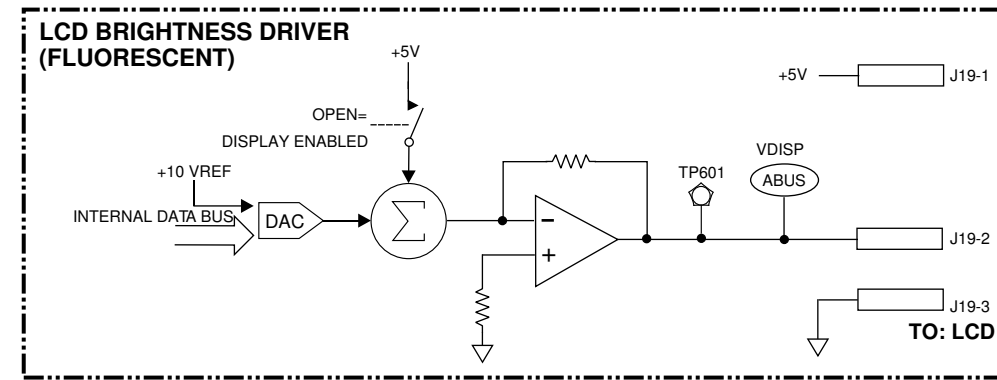 LCD BRIGHTNESS DRIVER
(FLUORESCENT)
+5V
+5V
J19-1
OPEN=
DISPLAY ENABLED
+10 VREF
INTERNAL DATA BUS
DAC
Σ
−
+
TP601
VDISP
ABUS
J19-2
J19-3
TO: LCD